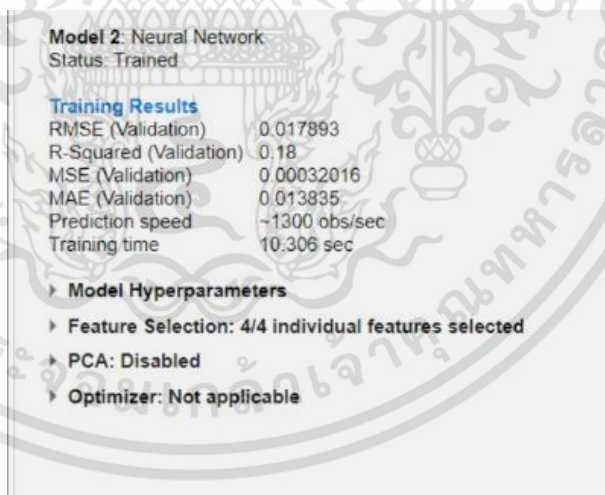 Model 2: Neural Network
Status: Trained
Training Results
RMSE (Validation) 0.017893
R-Squared (Validation) 0.18
MSE (Validation) 0.00032016
MAE (Validation) 0.013835
Prediction speed ~1300 obs/sec
Training time 10.306 sec
Model Hyperparameters
Feature Selection: 4/4 individual features selected
PCA: Disabled
Optimizer: Not applicable